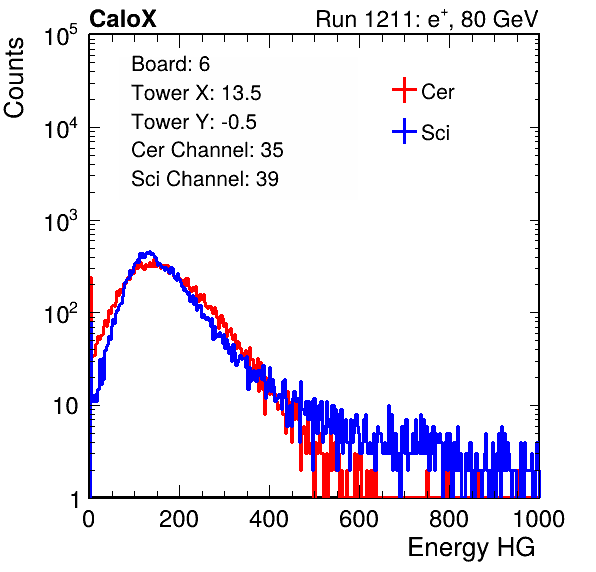 CaloX Run 1211: e⁺, 80 GeV
Counts
Board: 6
Tower X: 13.5
Tower Y: -0.5
Cer Channel: 35
Sci Channel: 39
Cer
Sci
10⁵
10⁴
10³
10²
10
1
0 200 400 600 800 1000
Energy HG